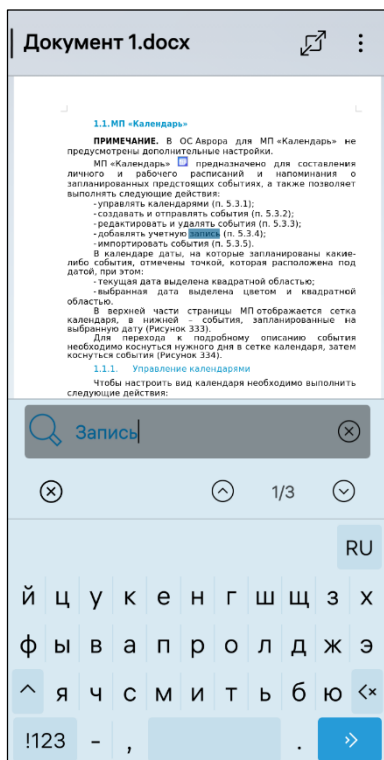 Документ 1.docx
1.1. МП «Календарь»
ПРИМЕЧАНИЕ. В ОС Аврора для МП «Календарь» не
предусмотрены дополнительные настройки.
МП «Календарь» предназначено для составления
личного и рабочего расписаний и напоминания о
запланированных предстоящих событиях, а также позволяет
выполнять следующие действия:
-управлять календарями (п. 5.3.1);
-создавать и отправлять события (п. 5.3.2);
-редактировать и удалять события (п. 5.3.3);
-добавлять учетную запись (п. 5.3.4);
-импортировать события (п. 5.3.5).
В календаре даты, на которые запланированы какие-
либо события, отмечены точкой, которая расположена под
датой, при этом:
-текущая дата выделена квадратной областью;
-выбранная дата выделена цветом и квадратной
областью.
В верхней части страницы МП отображается сетка
календаря, в нижней – события, запланированные на
выбранную дату (Рисунок 333).
Для перехода к подробному описанию события
необходимо коснуться нужного дня в сетке календаря, затем
коснуться события (Рисунок 334).
1.1.1. Управление календарями
Чтобы настроить вид календаря необходимо выполнить
следующие действия:
Запись
1/3
RU
й ц у к е н г ш щ з х
ф ы в а п р о л д ж э
я ч с м и т ь б ю
!123 - , .